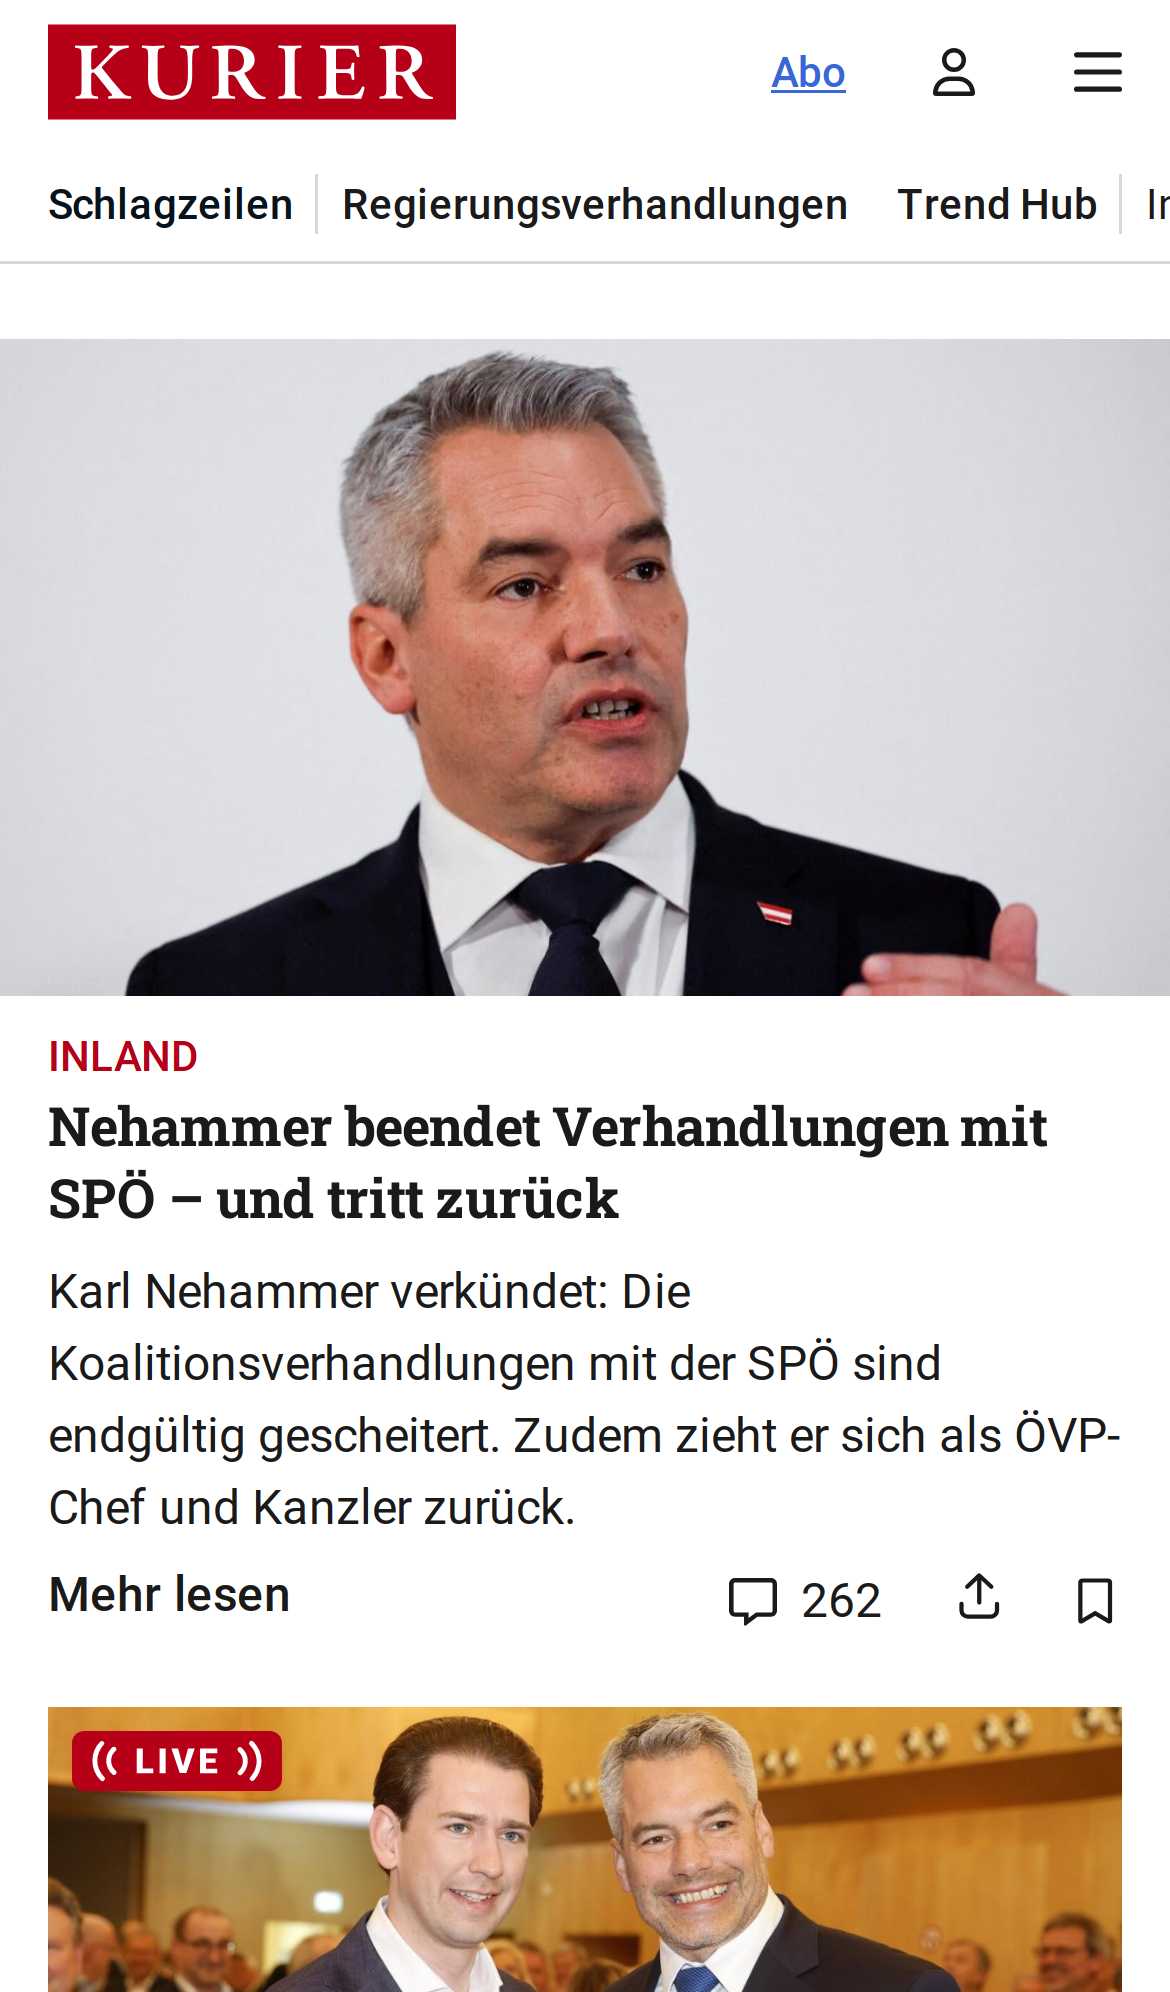 KURIER
Abo
Schlagzeilen
Regierungsverhandlungen
Trend Hub
INLAND
Nehammer beendet Verhandlungen mit
SPÖ – und tritt zurück
Karl Nehammer verkündet: Die
Koalitionsverhandlungen mit der SPÖ sind
endgültig gescheitert. Zudem zieht er sich als ÖVP-
Chef und Kanzler zurück.
Mehr lesen
262
LIVE